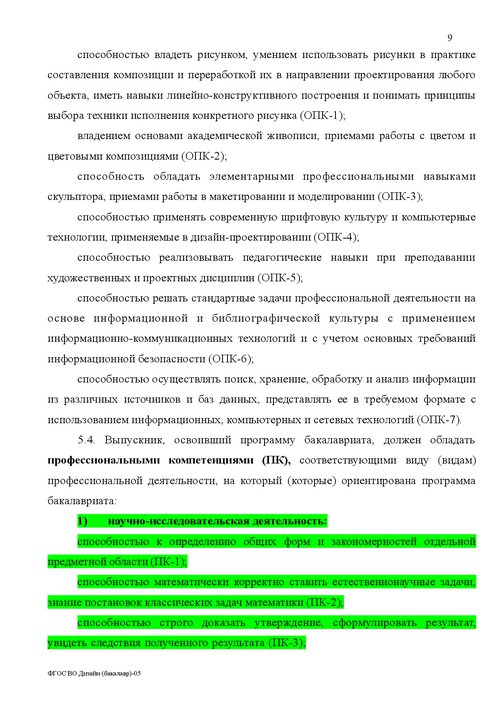 9
способностью владеть рисунком, умением использовать рисунки в практике
составления композиции и переработкой их в направлении проектирования любого
объекта, иметь навыки линейно-конструктивного построения и понимать принципы
выбора техники исполнения конкретного рисунка (ОПК-1);
владением основами академической живописи, приемами работы с цветом и
цветовыми композициями (ОПК-2);
способность обладать элементарными профессиональными навыками
скульптора, приемами работы в макетировании и моделировании (ОПК-3);
способностью применять современную шрифтовую культуру и компьютерные
технологии, применяемые в дизайн-проектировании (ОПК-4);
способностью реализовывать педагогические навыки при преподавании
художественных и проектных дисциплин (ОПК-5);
способностью решать стандартные задачи профессиональной деятельности на
основе информационной и библиографической культуры с применением
информационно-коммуникационных технологий и с учетом основных требований
информационной безопасности (ОПК-6);
способностью осуществлять поиск, хранение, обработку и анализ информации
из различных источников и баз данных, представлять ее в требуемом формате с
использованием информационных, компьютерных и сетевых технологий (ОПК-7).
5.4. Выпускник, освоивший программу бакалавриата, должен обладать
профессиональными компетенциями (ПК), соответствующими виду (видам)
профессиональной деятельности, на который (которые) ориентирована программа
бакалавриата:
1) научно-исследовательская деятельность:
способностью к определению общих форм и закономерностей отдельной
предметной области (ПК-1);
способностью математически корректно ставить естественнонаучные задачи,
знание постановок классических задач математики (ПК-2);
способностью строго доказать утверждение, сформулировать результат,
увидеть следствия полученного результата (ПК-3);
ФГОС ВО Дизайн (бакалавр)-05